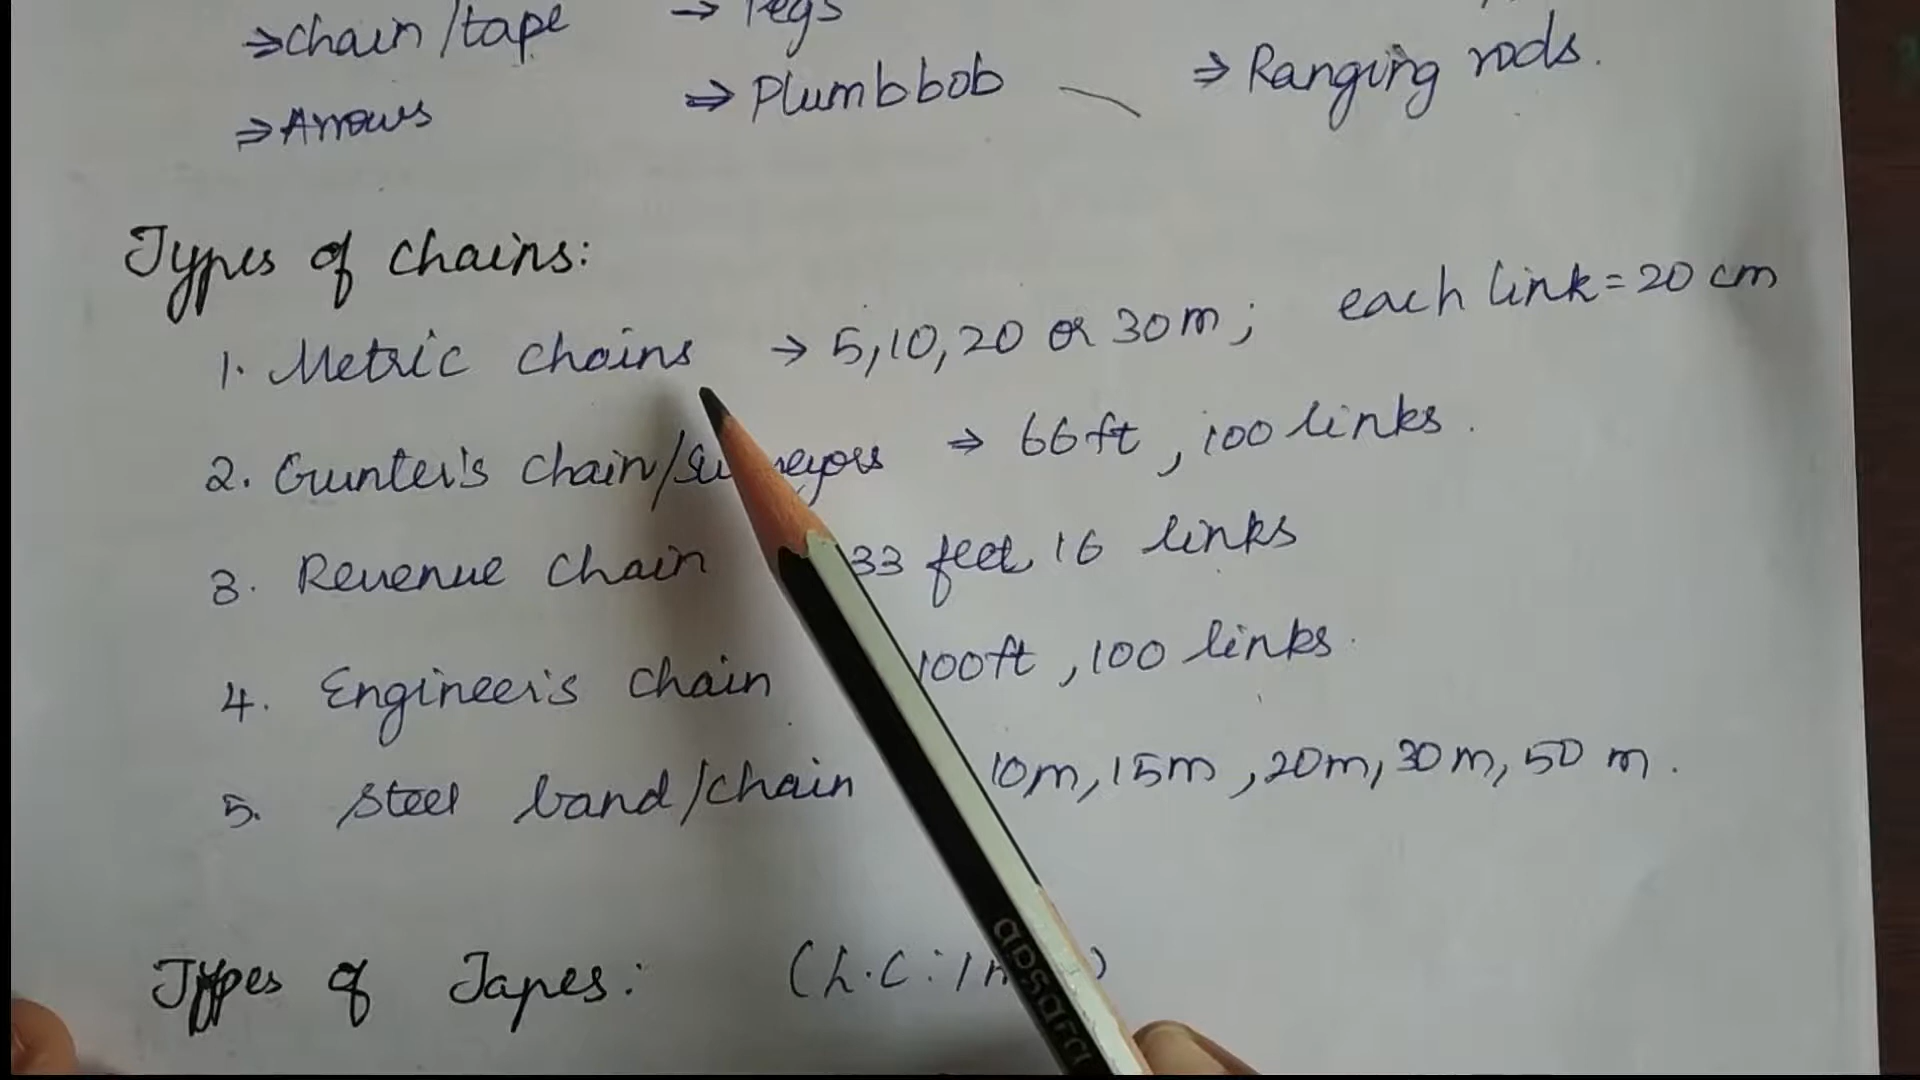 ⇒chain/tape → Pegs
⇒Arrows ⇒ Plumbbob ⇒ Ranging rods.
Types of chains:
1. Metric chains → 5,10,20 or 30m; each link=20 cm
2. Gunter's chain/ ⇒ 66ft, 100 links.
3. Revenue chain 33 feet 16 links
4. Engineer's chain 100ft, 100 links.
5. Steel band/chain 10m, 15m, 20m, 30m, 50 m.
Types of Tapes: (L.C:1
apsara